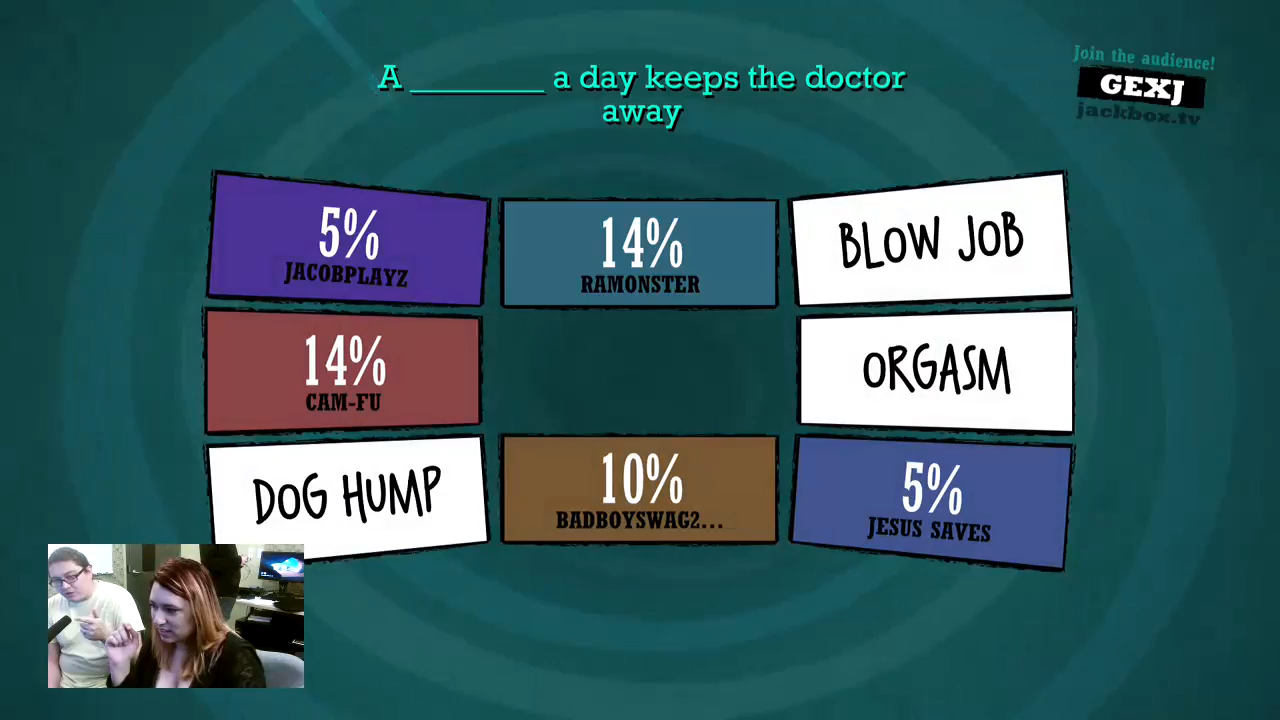 A ________ a day keeps the doctor
away
Join the audience!
GEXJ
jackbox.tv
5%
JACOBPLAYZ
14%
RAMONSTER
BLOW JOB
14%
CAM-FU
ORGASM
DOG HUMP
10%
BADBOYSWAG2...
5%
JESUS SAVES